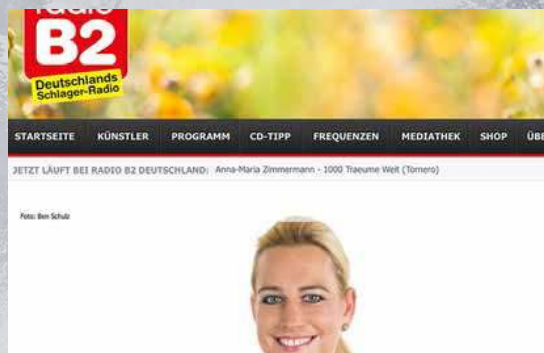 radio
B2
Deutschlands
Schlager-Radio
STARTSEITE KÜNSTLER PROGRAMM CD-TIPP FREQUENZEN MEDIATHEK SHOP ÜBE
JETZT LÄUFT BEI RADIO B2 DEUTSCHLAND: Anna-Maria Zimmermann - 1000 Traeume Weit (Tornero)
Foto: Ben Schulz